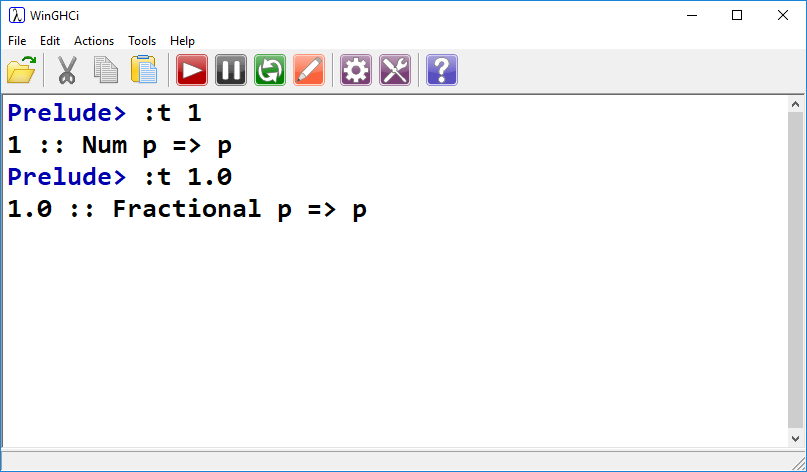 WinGHCi
File Edit Actions Tools Help
Prelude> :t 1
1 :: Num p => p
Prelude> :t 1.0
1.0 :: Fractional p => p